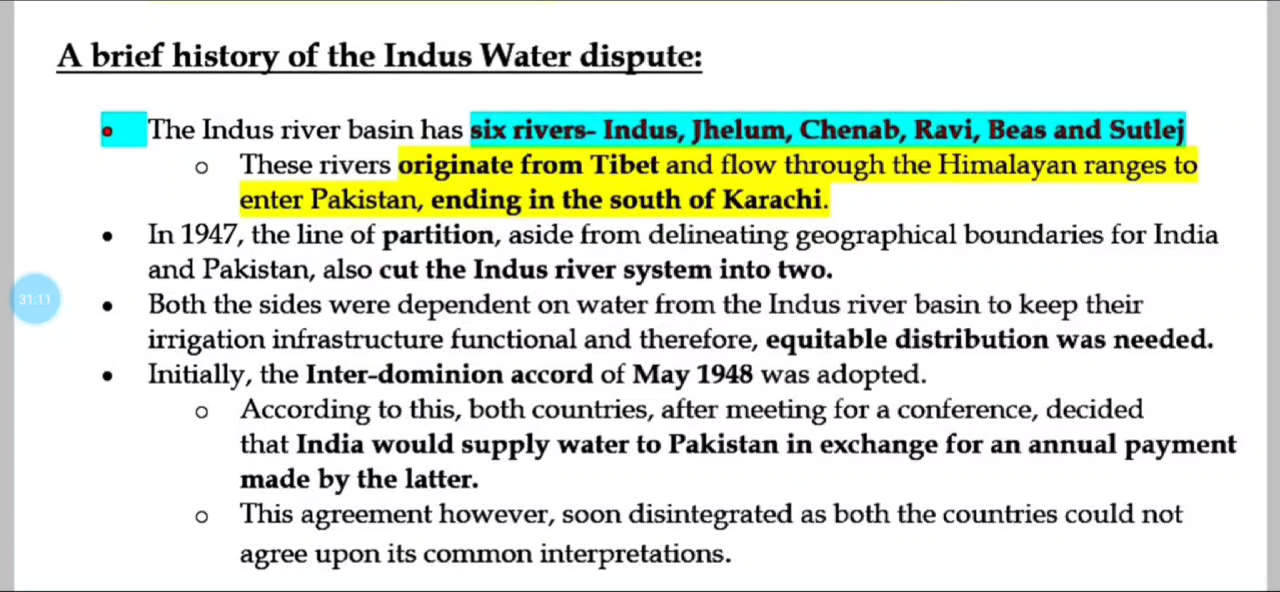 A brief history of the Indus Water dispute:
• The Indus river basin has six rivers- Indus, Jhelum, Chenab, Ravi, Beas and Sutlej
o These rivers originate from Tibet and flow through the Himalayan ranges to
enter Pakistan, ending in the south of Karachi.
• In 1947, the line of partition, aside from delineating geographical boundaries for India
and Pakistan, also cut the Indus river system into two.
31:11
• Both the sides were dependent on water from the Indus river basin to keep their
irrigation infrastructure functional and therefore, equitable distribution was needed.
• Initially, the Inter-dominion accord of May 1948 was adopted.
o According to this, both countries, after meeting for a conference, decided
that India would supply water to Pakistan in exchange for an annual payment
made by the latter.
o This agreement however, soon disintegrated as both the countries could not
agree upon its common interpretations.